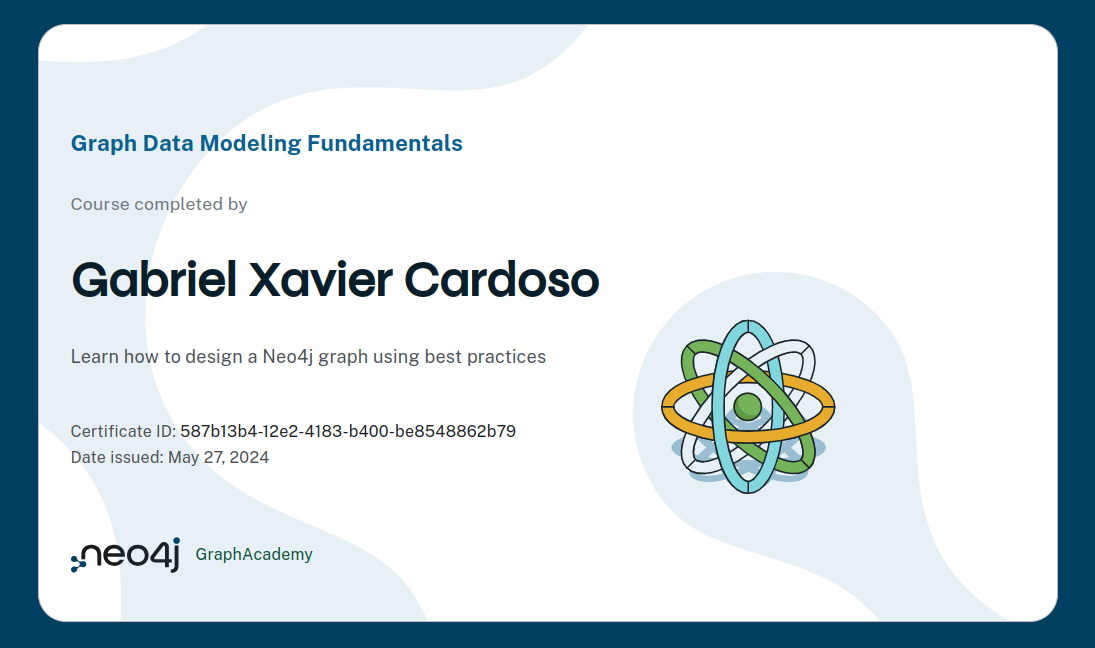 Graph Data Modeling Fundamentals
Course completed by
Gabriel Xavier Cardoso
Learn how to design a Neo4j graph using best practices
Certificate ID: 587b13b4-12e2-4183-b400-be8548862b79
Date issued: May 27, 2024
neo4j GraphAcademy